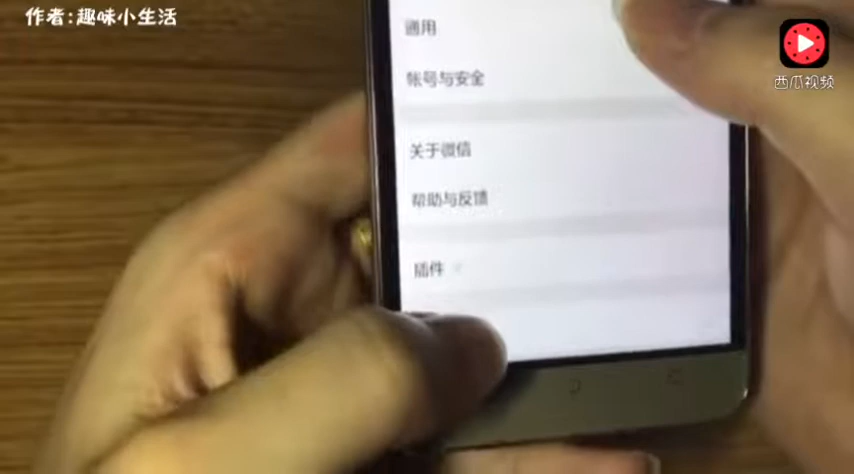 作者:趣味小生活
西瓜视频
通用
帐号与安全
关于微信
帮助与反馈
插件